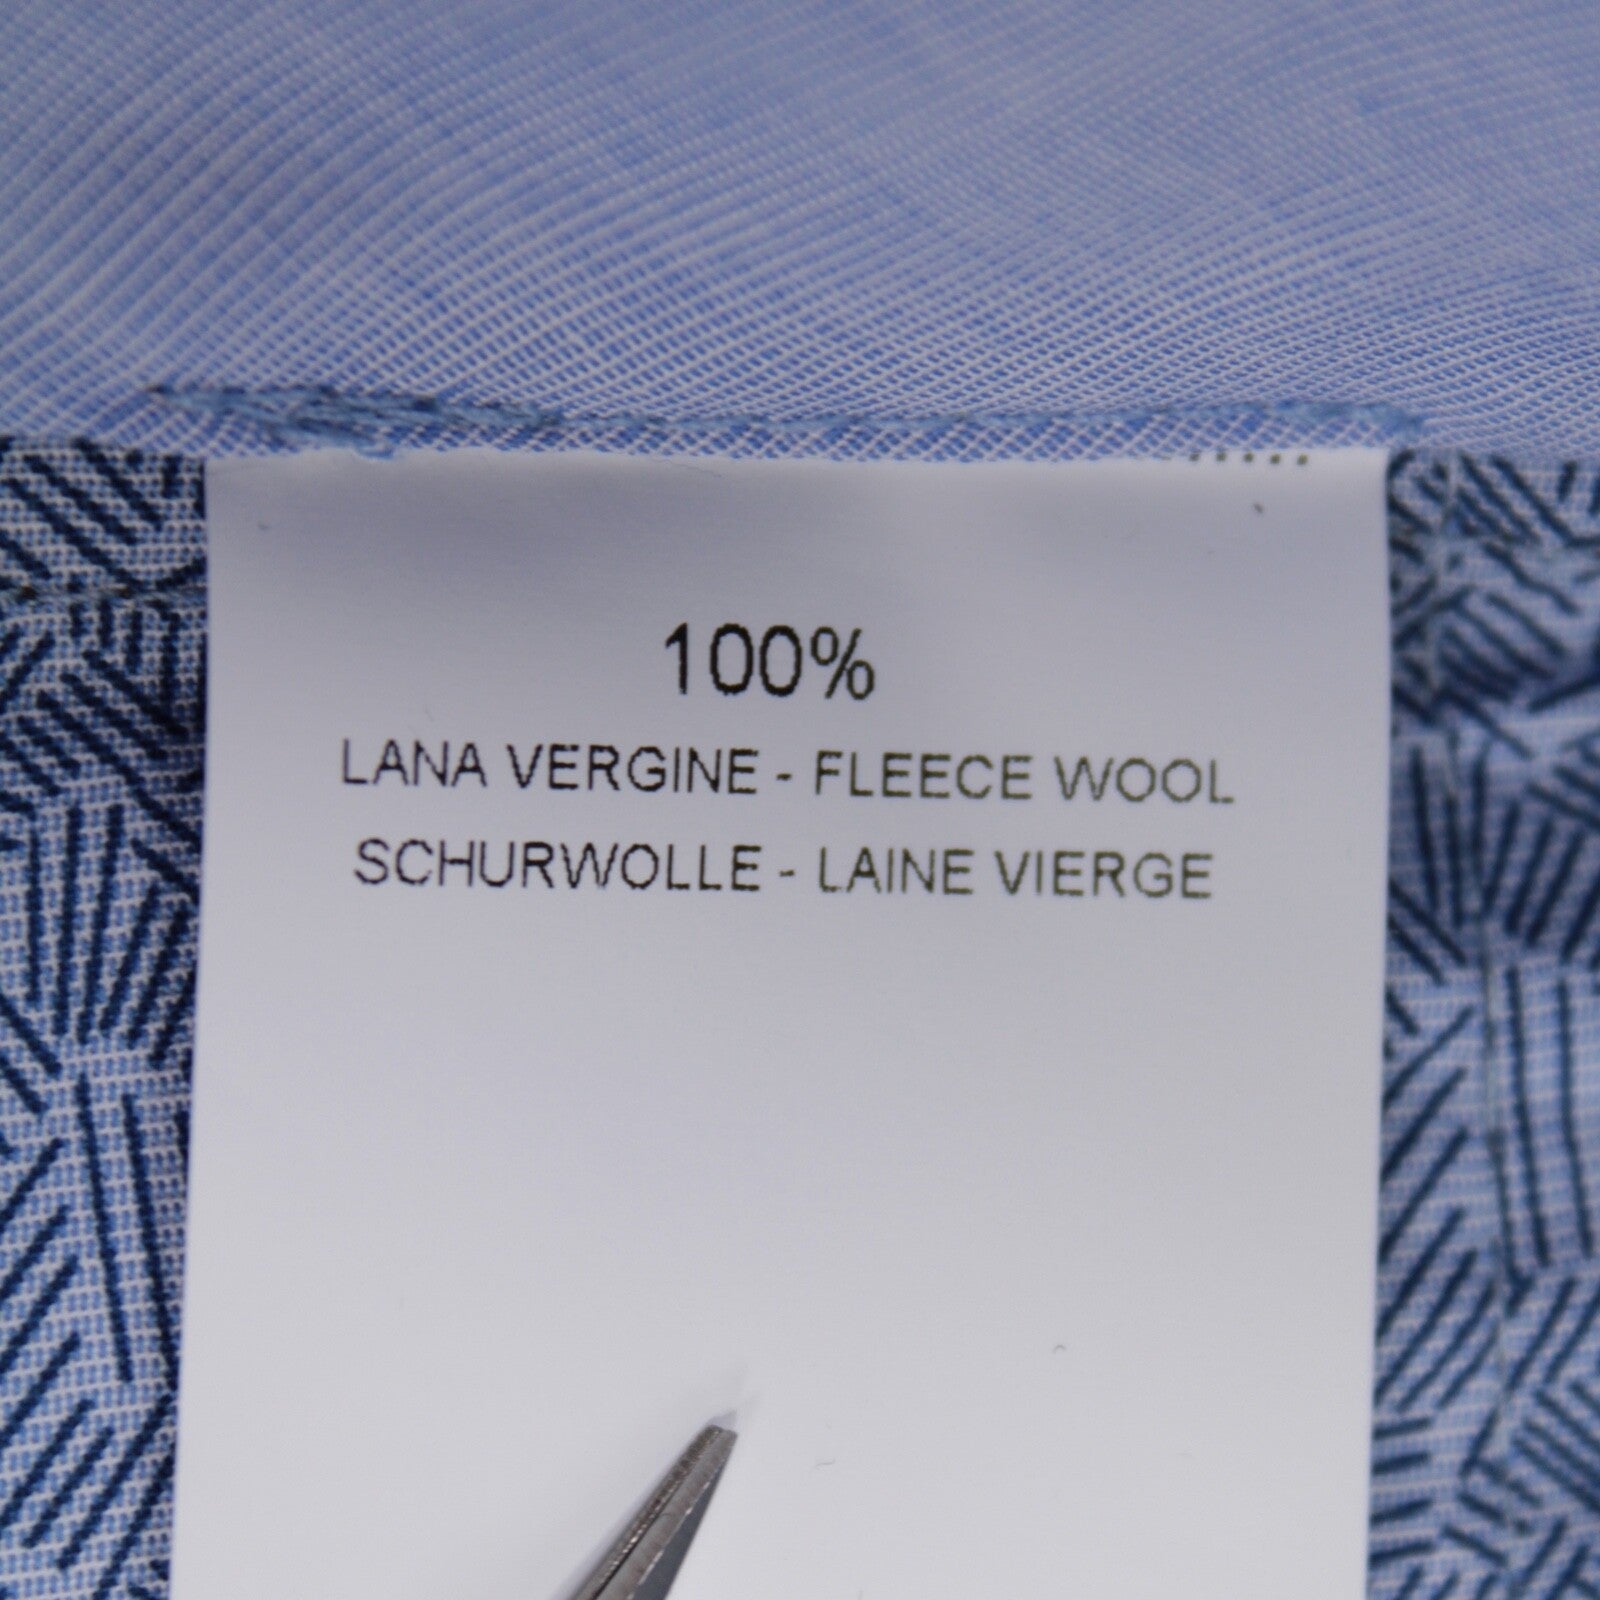 100%
LANA VERGINE - FLEECE WOOL
SCHURWOLLE - LAINE VIERGE